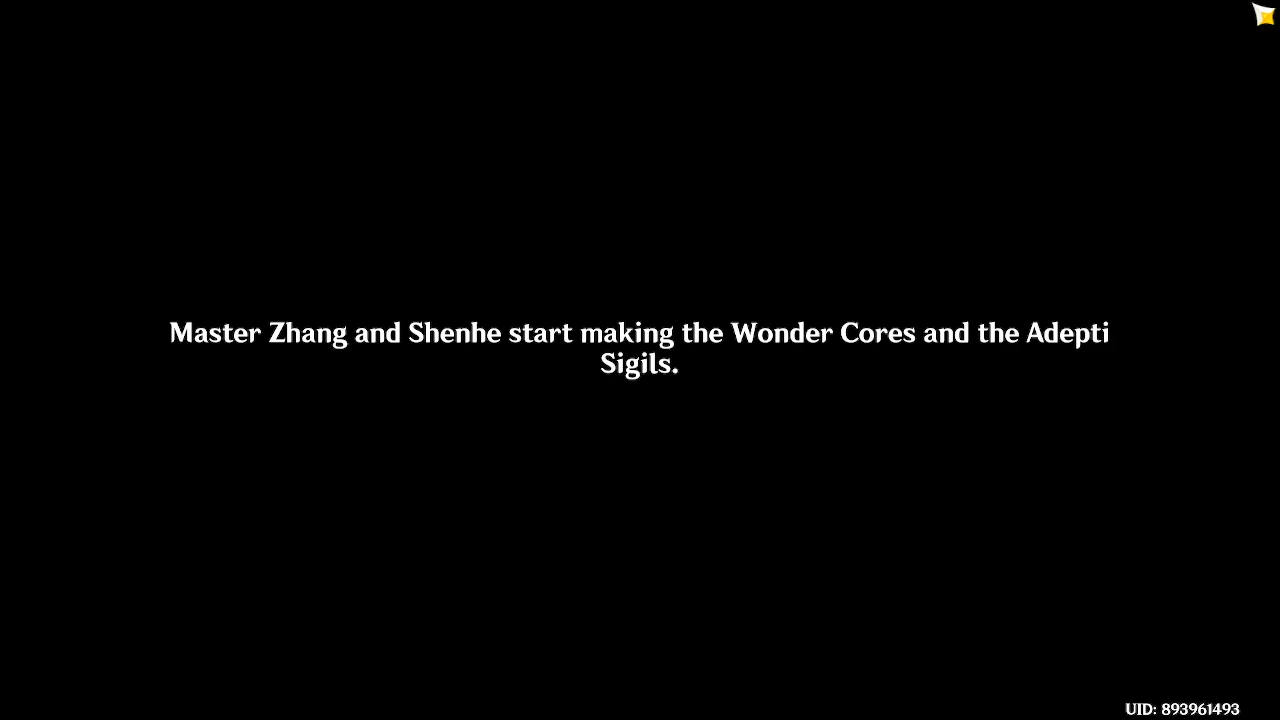 Master Zhang and Shenhe start making the Wonder Cores and the Adepti
Sigils.
UID: 893961493